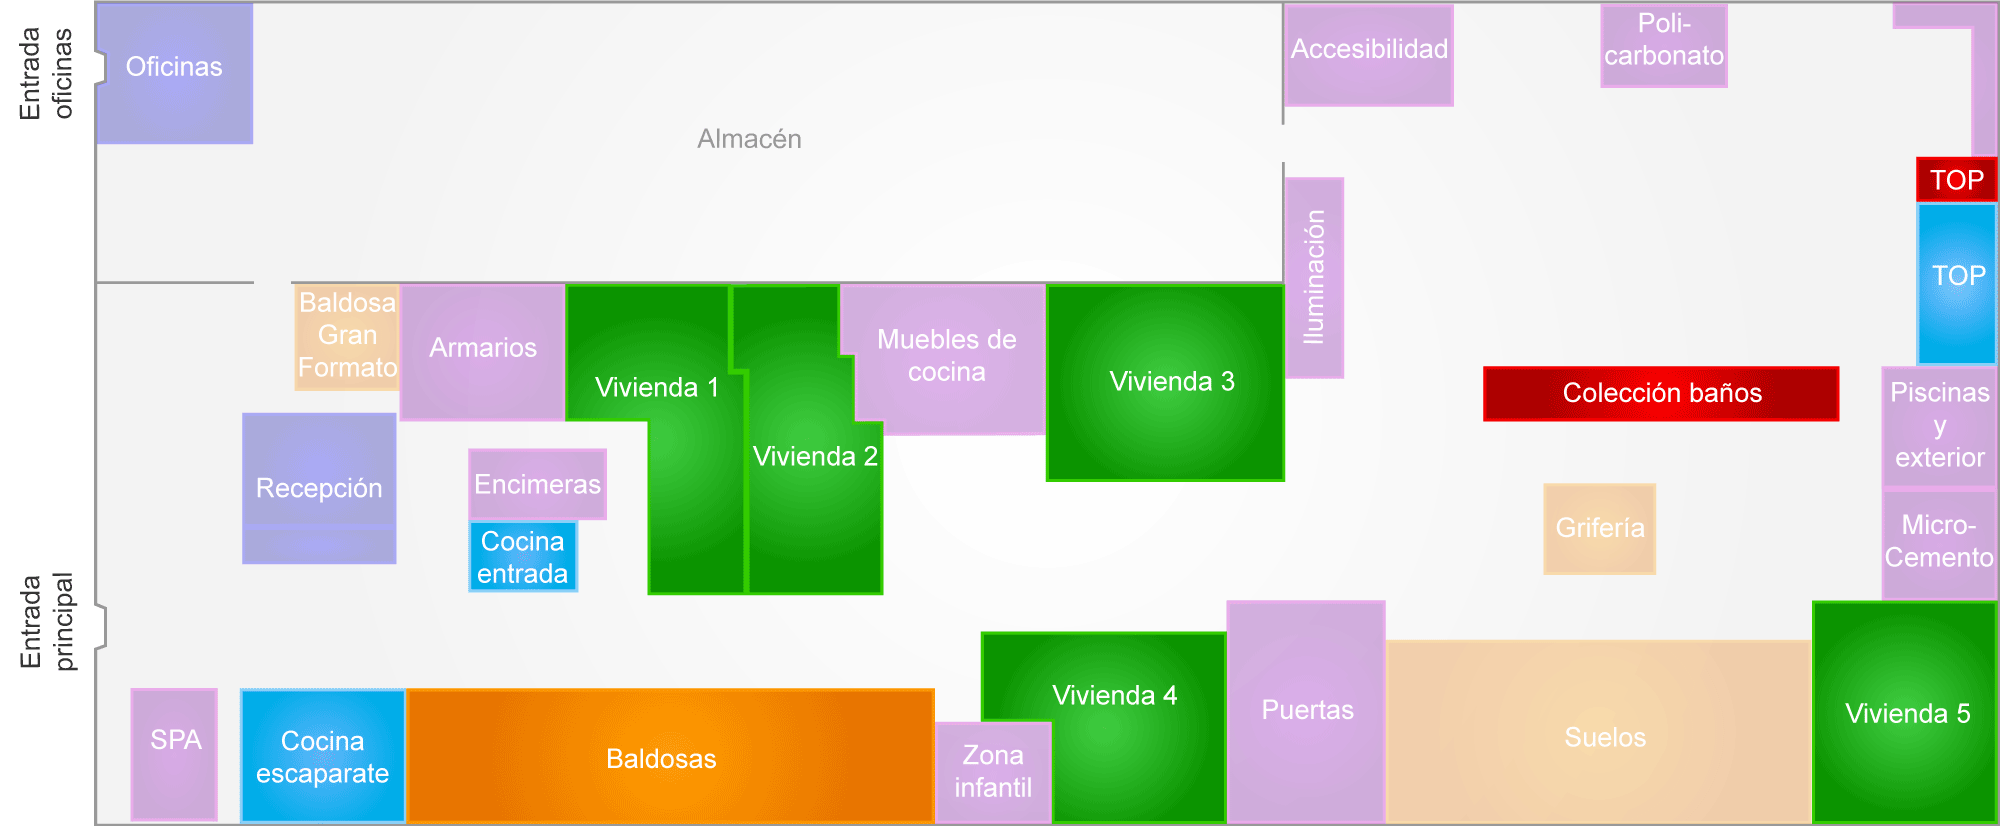 Entrada
oficinas
Oficinas
Almacén
Accesibilidad
Poli-
carbonato
TOP
TOP
Iluminación
Baldosa
Gran
Formato
Armarios
Vivienda 1
Vivienda 2
Muebles de
cocina
Vivienda 3
Colección baños
Piscinas
y
exterior
Recepción
Encimeras
Cocina
entrada
Grifería
Micro-
Cemento
Entrada
principal
SPA
Cocina
escaparate
Baldosas
Zona
infantil
Vivienda 4
Puertas
Suelos
Vivienda 5